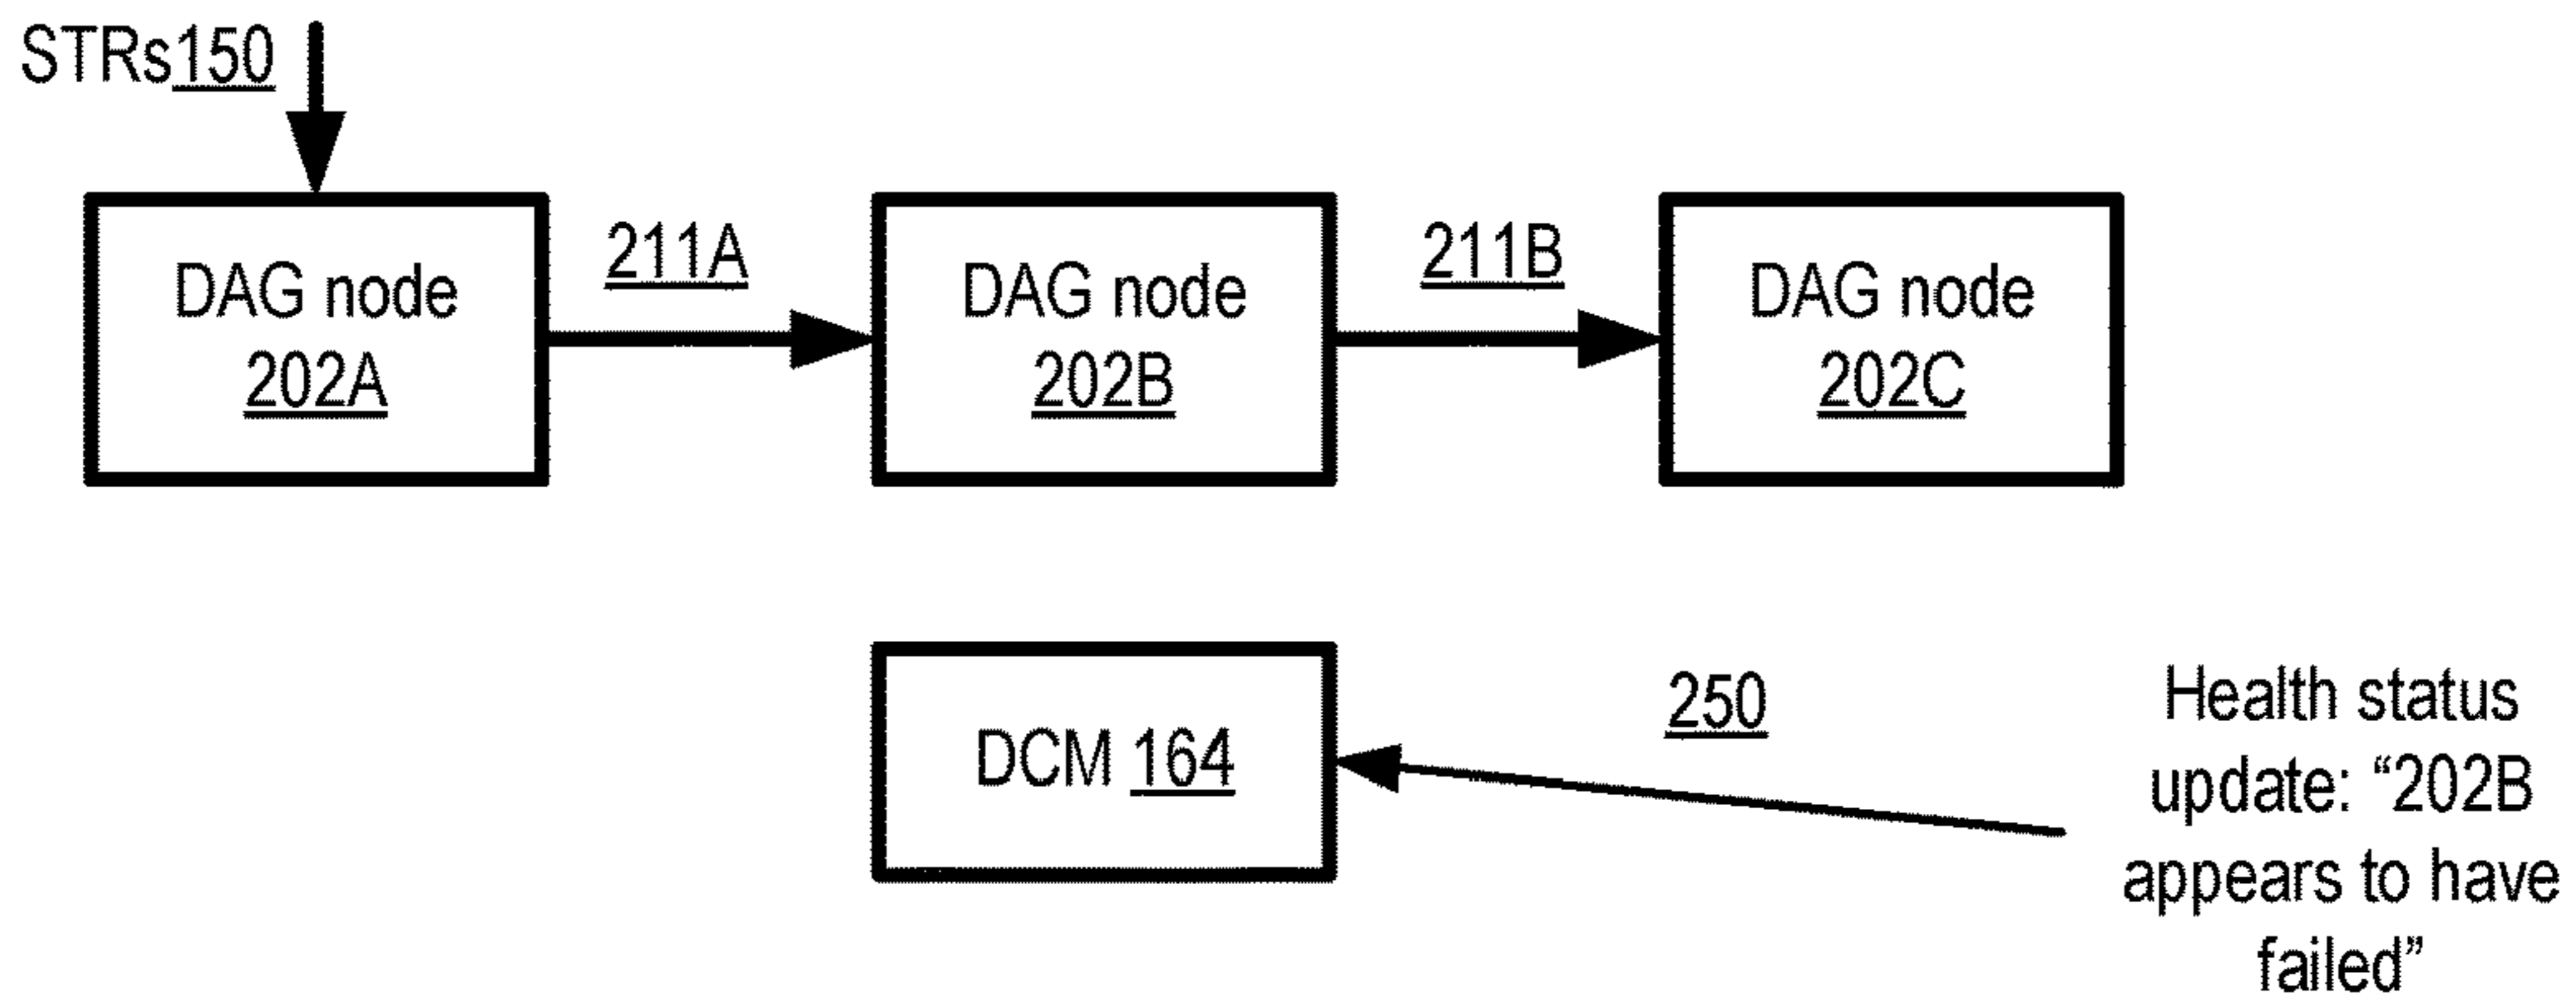 STRs150
DAG node
202A
211A
DAG node
202B
211B
DAG node
202C
DCM 164
250
Health status
update: “202B
appears to have
failed”